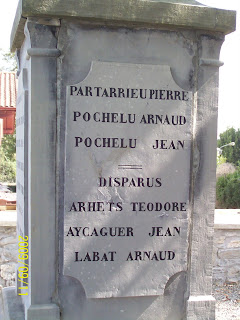 PARTARRIEU PIERRE
POCHELU ARNAUD
POCHELU JEAN
DISPARUS
ARHETS TEODORE
AYCAGUER JEAN
LABAT ARNAUD